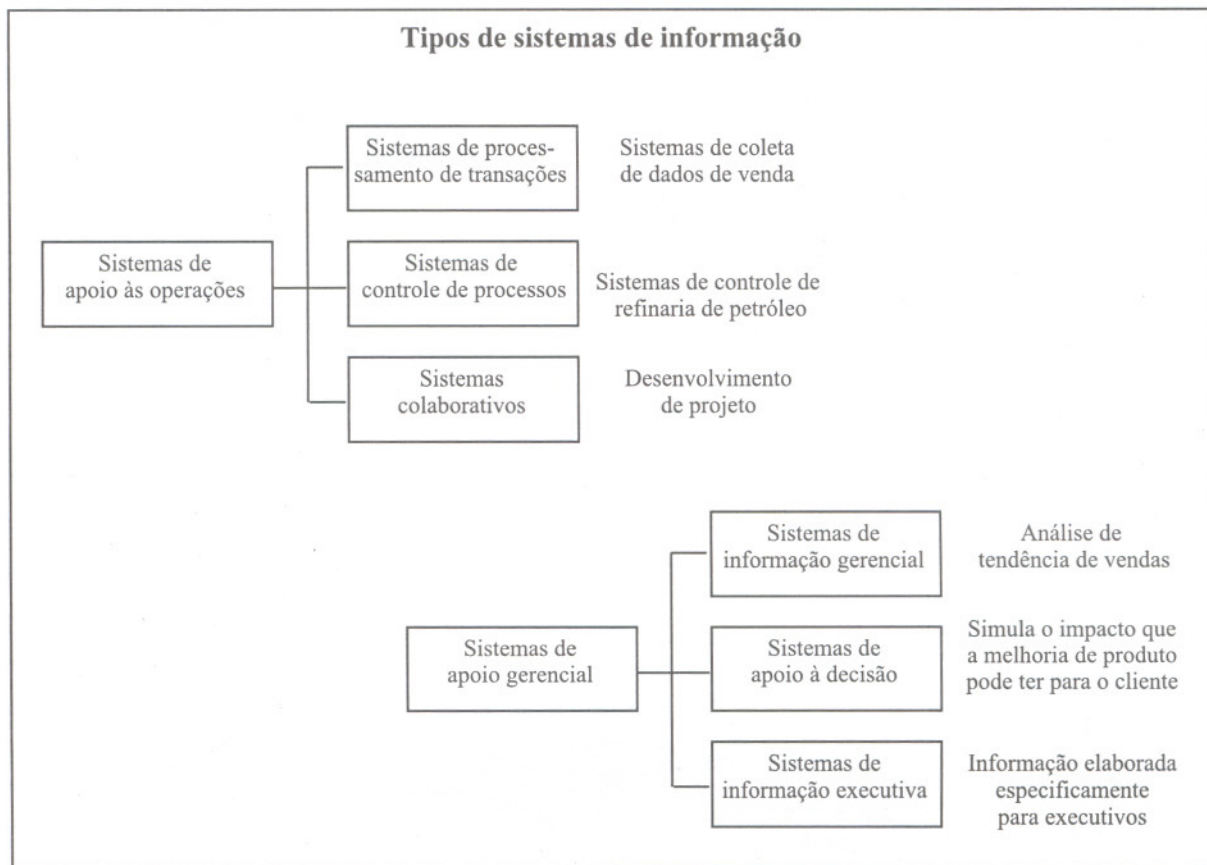 Tipos de sistemas de informação
Sistemas de proces-
samento de transações
Sistemas de coleta
de dados de venda
Sistemas de
apoio às operações
Sistemas de
controle de processos
Sistemas de controle de
refinaria de petróleo
Sistemas
colaborativos
Desenvolvimento
de projeto
Sistemas de
informação gerencial
Análise de
tendência de vendas
Sistemas de
apoio gerencial
Sistemas de
apoio à decisão
Simula o impacto que
a melhoria de produto
pode ter para o cliente
Sistemas de
informação executiva
Informação elaborada
especificamente
para executivos